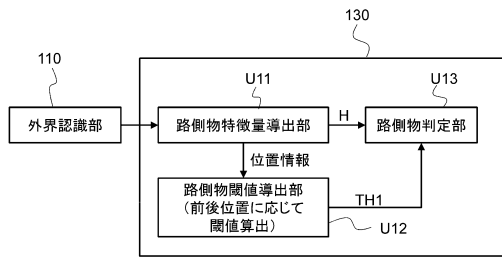 130
110
U11
U13
外界認識部
路側物特徴量導出部
H
路側物判定部
位置情報
路側物閾値導出部
(前後位置に応じて
閾値算出)
TH1
U12